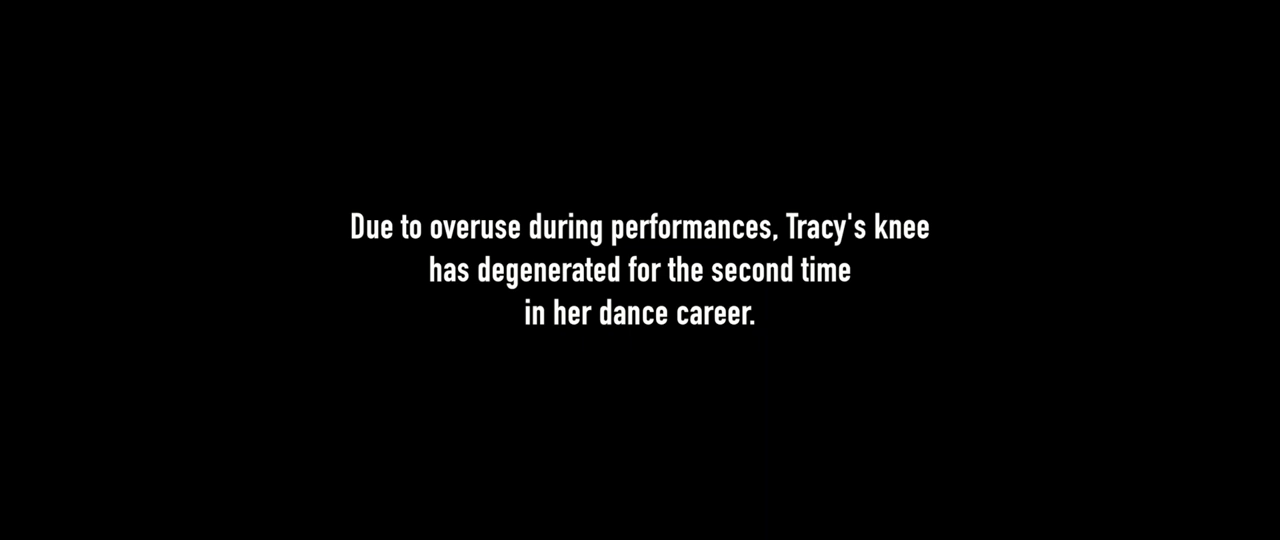 Due to overuse during performances, Tracy's knee
has degenerated for the second time
in her dance career.